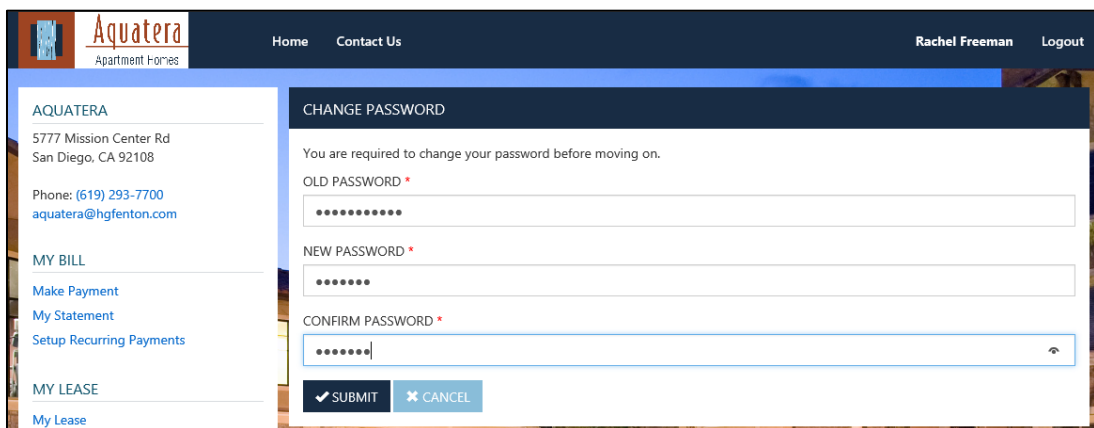 Aquatera
Apartment Homes
Home Contact Us Rachel Freeman Logout
AQUATERA
5777 Mission Center Rd
San Diego, CA 92108
Phone: (619) 293-7700
aquatera@hgfenton.com
MY BILL
Make Payment
My Statement
Setup Recurring Payments
MY LEASE
My Lease
CHANGE PASSWORD
You are required to change your password before moving on.
OLD PASSWORD *
•••••••••••
NEW PASSWORD *
•••••••
CONFIRM PASSWORD *
•••••••
SUBMIT CANCEL